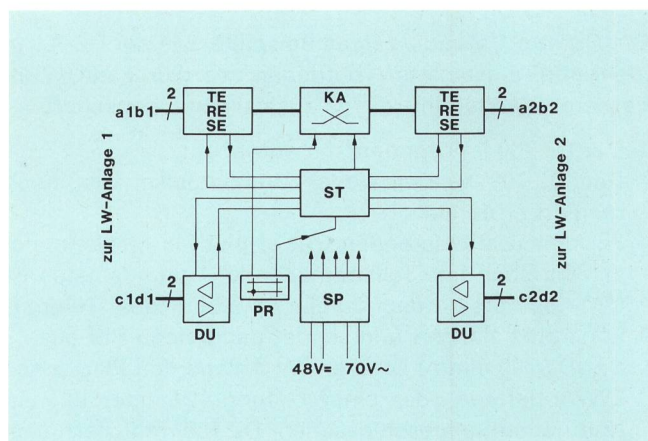 2
a1b1
TE
RE
SE
KA
TE
RE
SE
2
a2b2
zur LW-Anlage 1
ST
zur LW-Anlage 2
2
c1d1
DU
PR
SP
2
c2d2
DU
48V= 70V~